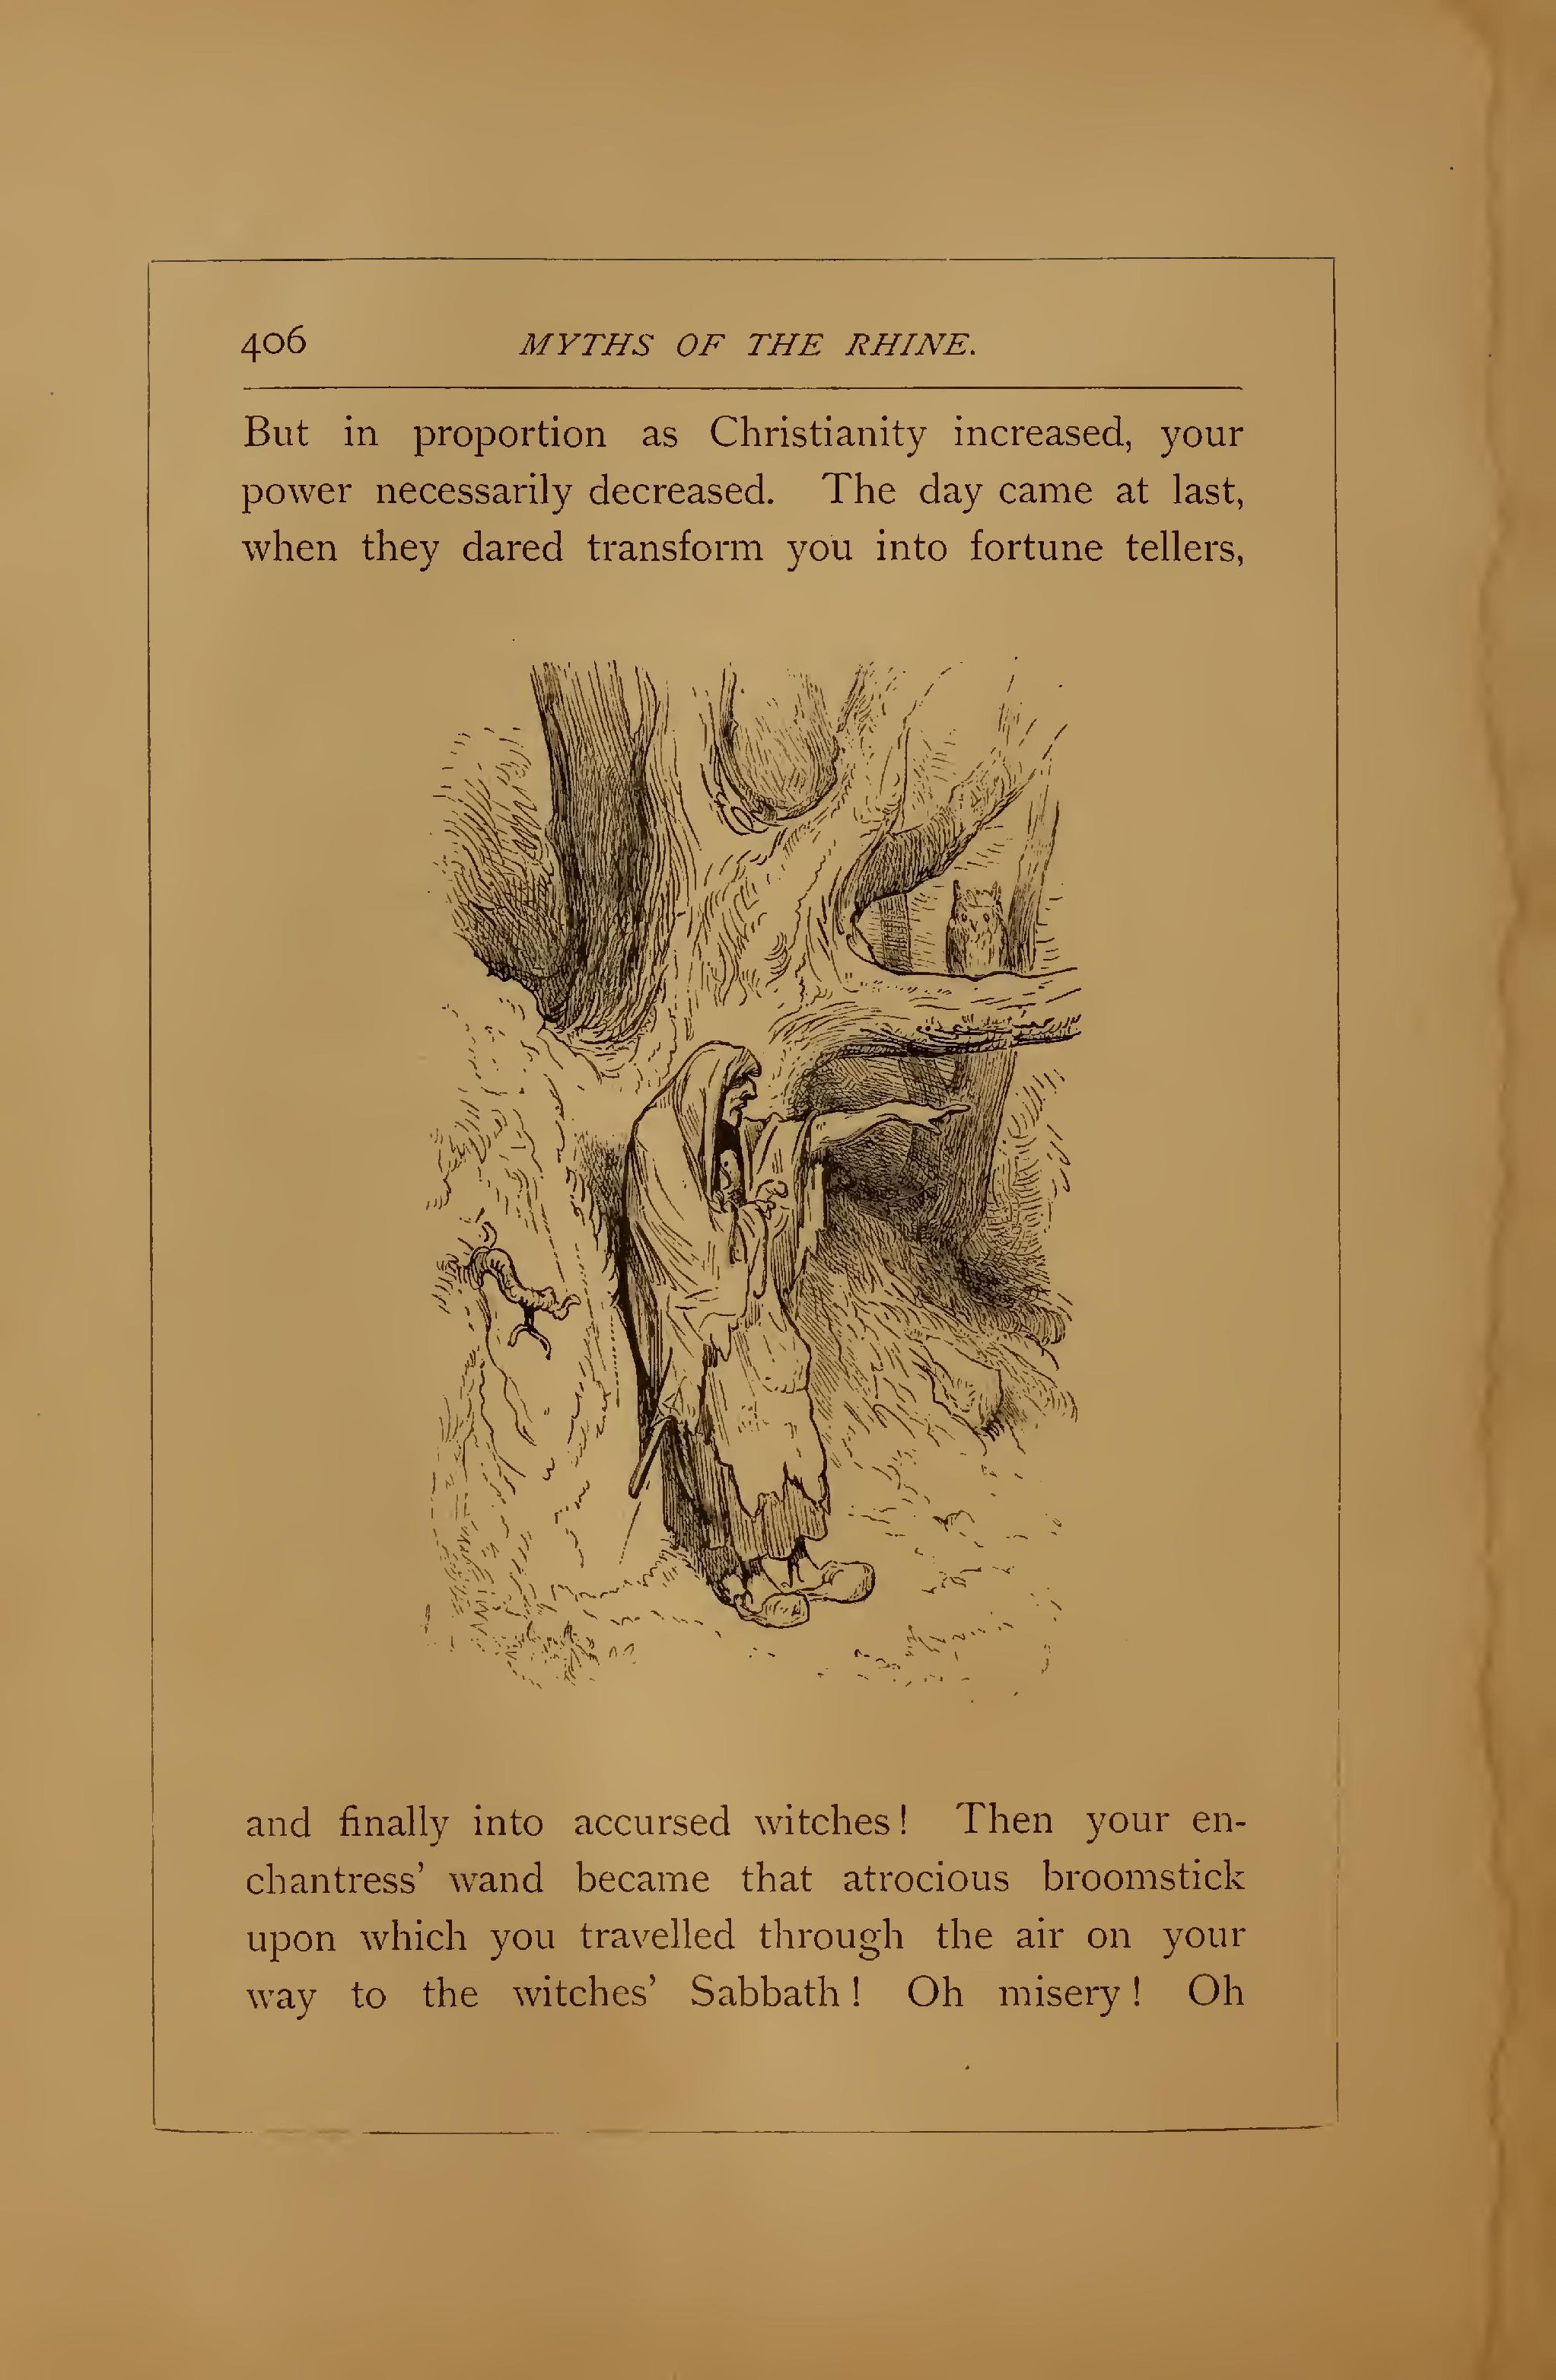 406 MYTHS OF THE RHINE.
But in proportion as Christianity increased, your
power necessarily decreased. The day came at last,
when they dared transform you into fortune tellers,
and finally into accursed witches! Then your en-
chantress’ wand became that atrocious broomstick
upon which you travelled through the air on your
way to the witches’ Sabbath! Oh misery! Oh